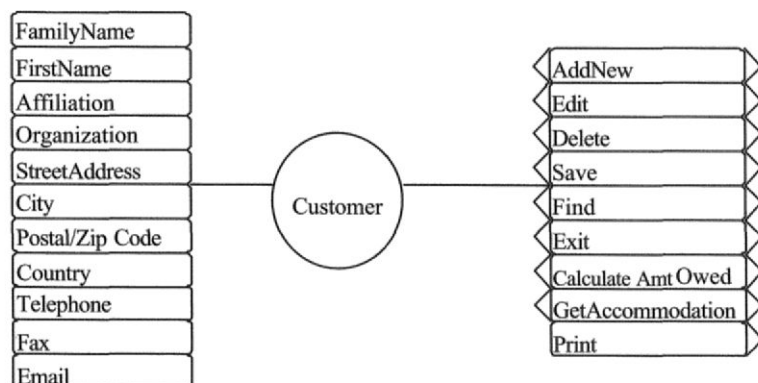 FamilyName
FirstName
Affiliation
Organization
StreetAddress
City
Postal/Zip Code
Country
Telephone
Fax
Email
Customer
AddNew
Edit
Delete
Save
Find
Exit
Calculate Amt Owed
GetAccommodation
Print